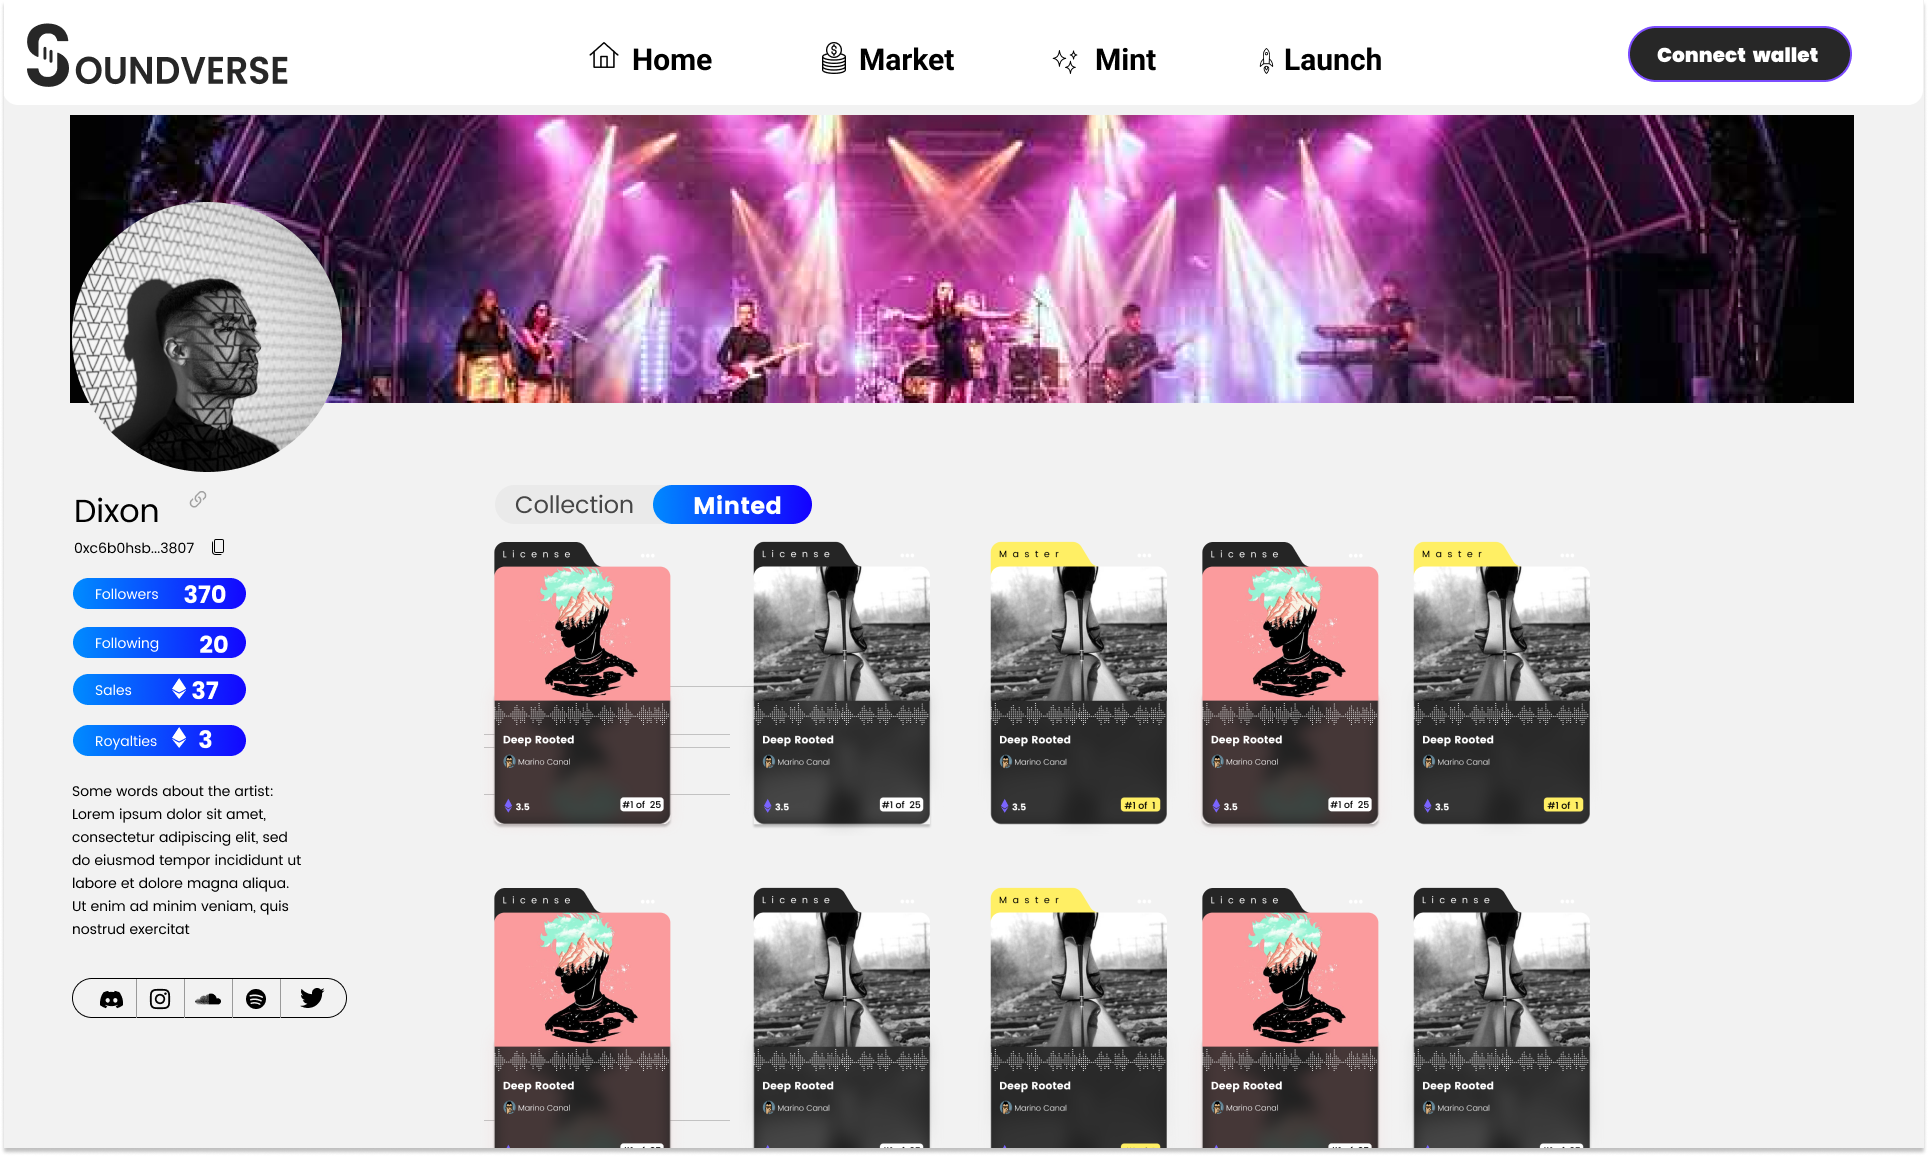 SOUNDVERSE
Home
Market
Mint
Launch
Connect wallet
Dixon
0xc6b0hsb...3807
Followers 370
Following 20
Sales 37
Royalties 3
Some words about the artist:
Lorem ipsum dolor sit amet,
consectetur adipiscing elit, sed
do eiusmod tempor incididunt ut
labore et dolore magna aliqua.
Ut enim ad minim veniam, quis
nostrud exercitat
Collection Minted
License
Deep Rooted
Marino Canal
3.5 #1 of 25
License
Deep Rooted
Marino Canal
3.5 #1 of 25
Master
Deep Rooted
Marino Canal
3.5 #1 of 1
License
Deep Rooted
Marino Canal
3.5 #1 of 25
Master
Deep Rooted
Marino Canal
3.5 #1 of 1
License
Deep Rooted
Marino Canal
License
Deep Rooted
Marino Canal
Master
Deep Rooted
Marino Canal
License
Deep Rooted
Marino Canal
License
Deep Rooted
Marino Canal